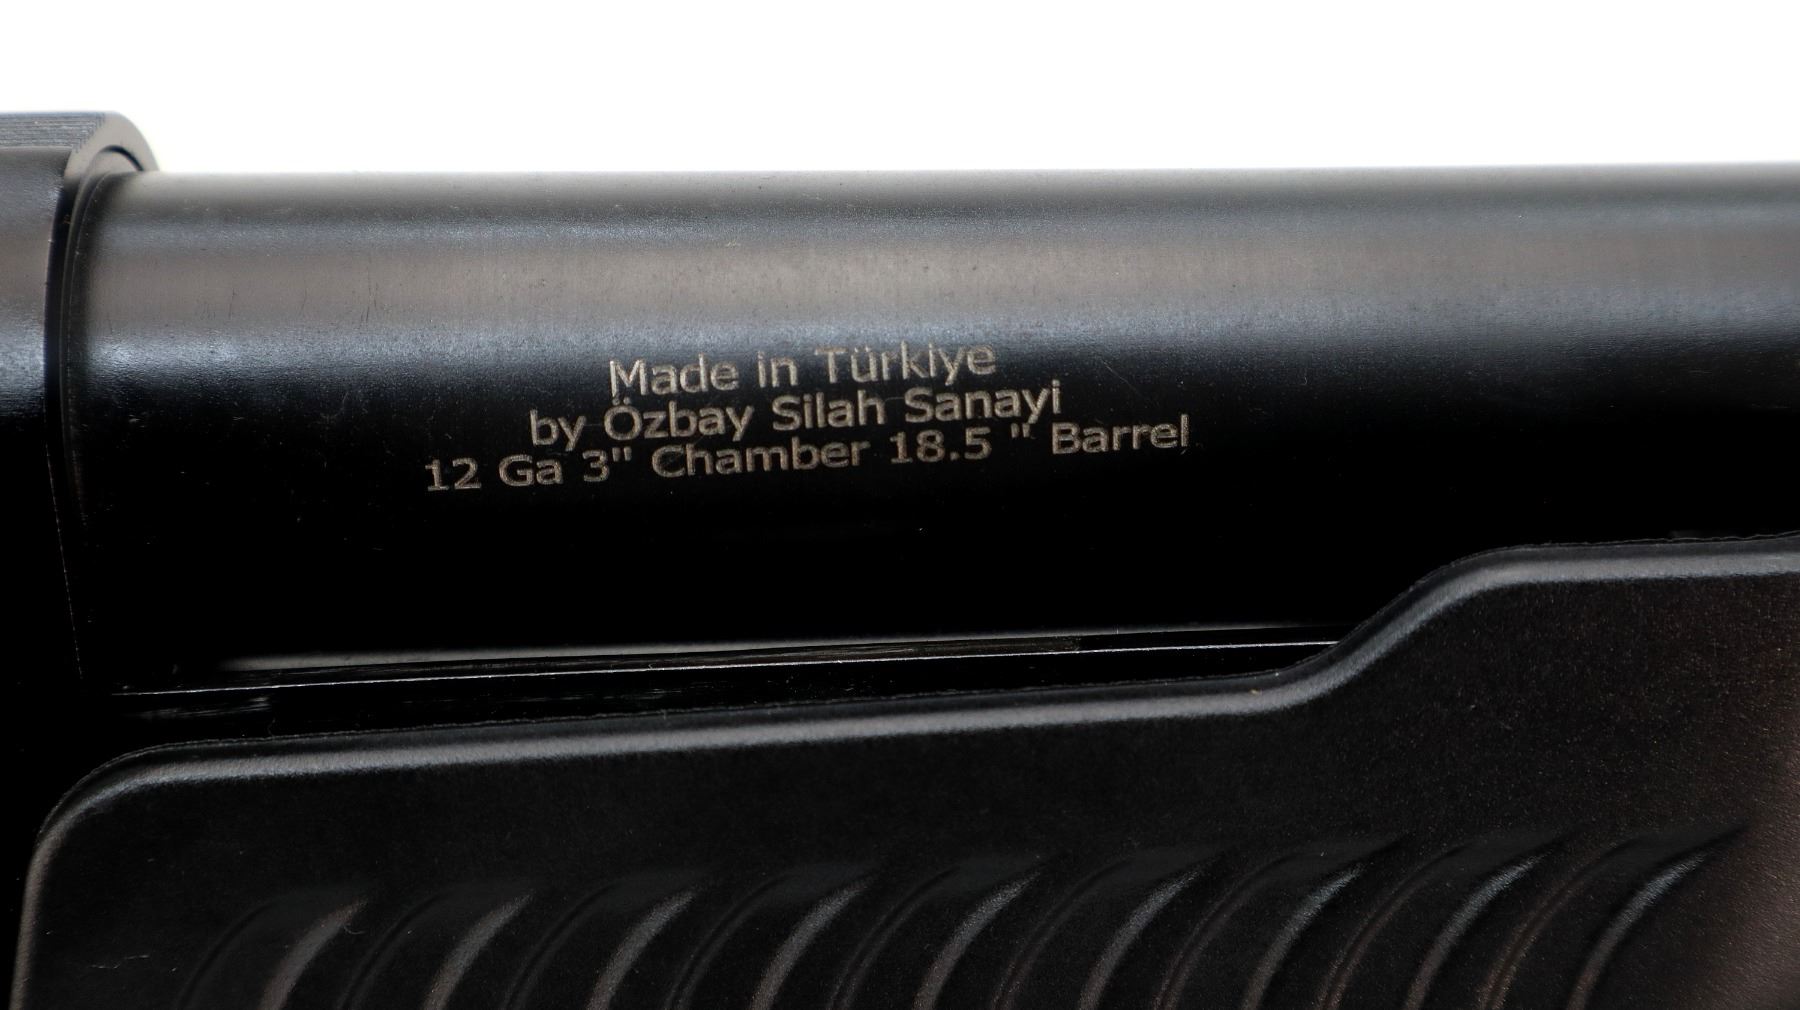 Made in Türkiye
by Özbay Silah Sanayi
12 Ga 3" Chamber 18.5 " Barrel